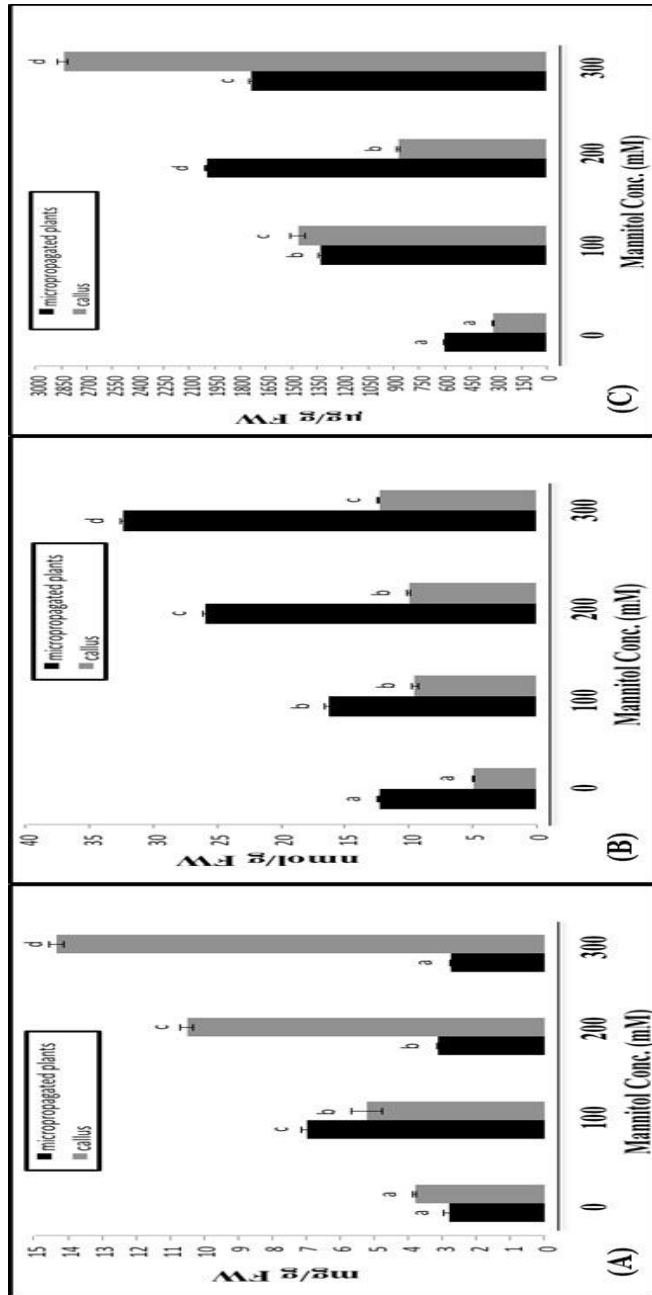 15
14
13
12
11
10
9
8
7
6
5
4
3
2
1
0
mg/g FW
micropropagated plants
callus
a
a
c
b
b
c
a
d
0
100
200
300
Mannitol Conc. (mM)
(A)
40
35
30
25
20
15
10
5
0
nmol/g FW
micropropagated plants
callus
a
a
b
b
c
b
d
c
0
100
200
300
Mannitol Conc. (mM)
(B)
3000
2850
2700
2550
2400
2250
2100
1950
1800
1650
1500
1350
1200
1050
900
750
600
450
300
150
0
µg/g FW
micropropagated plants
callus
a
a
b
c
d
b
c
d
0
100
200
300
Mannitol Conc. (mM)
(C)